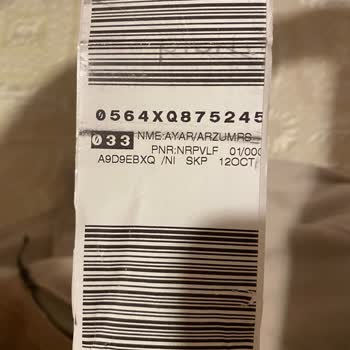 0564XQ875245
033 NME:AYAR/ARZUMRS
PNR:NRPVLF 01/000
A9D9EBXQ /NI SKP 12OCT